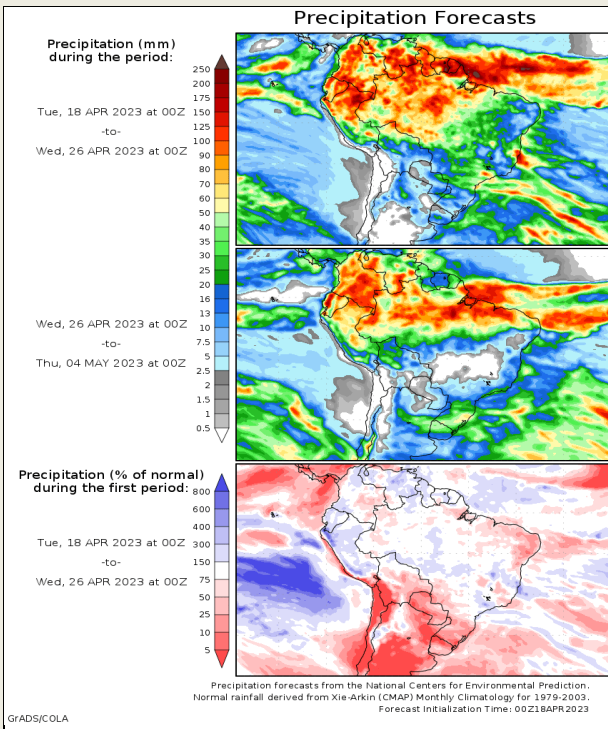 Precipitation Forecasts
Precipitation (mm)
during the period:
Tue, 18 APR 2023 at 00Z
-to-
Wed, 26 APR 2023 at 00Z
250
200
175
150
125
100
90
80
70
60
50
40
35
30
25
20
16
13
10
7.5
5
2.5
2
1.5
1
0.5
Wed, 26 APR 2023 at 00Z
-to-
Thu, 04 MAY 2023 at 00Z
Precipitation (% of normal)
during the first period:
Tue, 18 APR 2023 at 00Z
-to-
Wed, 26 APR 2023 at 00Z
800
600
400
300
150
75
50
25
10
5
Precipitation forecasts from the National Centers for Environmental Prediction.
Normal rainfall derived from Xie-Arkin (CMAP) Monthly Climatology for 1979-2003.
Forecast Initialization Time: 00Z18APR2023
GrADS/COLA